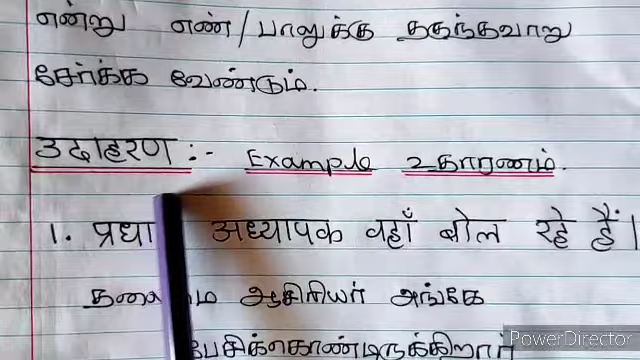 என்று எண்/பாலுக்கு தகுந்தவாறு
சேர்க்க வேண்டும்.
उदाहरण :- Example உதாரணம்.
1. अध्यापक वहाँ बोल रहे हैं।
ஆசிரியர் அங்கே
பேசிக்கொண்டிருக்கிறார்
PowerDirector